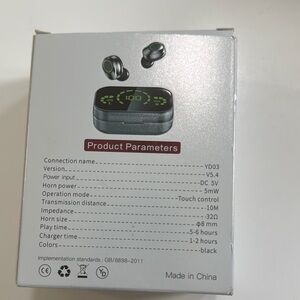 100
Product Parameters
Connection name YD03
Version V5.4
Power input DC 5V
Horn power 5mW
Operation mode Touch control
Transmission distance 10M
Impedance 32Ω
Horn size φ8 mm
Play time 5-6 hours
Charger time 1-2 hours
Colors black
Implementation standards : GB/ 8898-2011
CE
Made in China